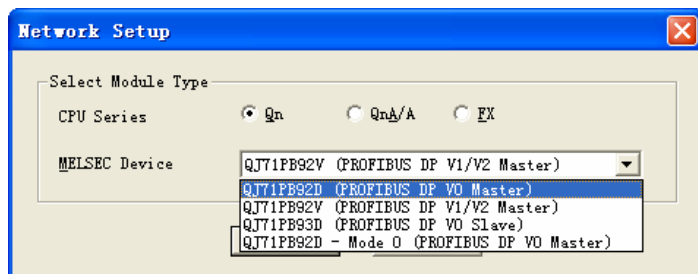 Network Setup
Select Module Type
CPU Series Qn QnA/A FX
MELSEC Device QJ71PB92V (PROFIBUS DP V1/V2 Master)
QJ71PB92D (PROFIBUS DP V0 Master)
QJ71PB92V (PROFIBUS DP V1/V2 Master)
QJ71PB93D (PROFIBUS DP V0 Slave)
QJ71PB92D - Mode 0 (PROFIBUS DP V0 Master)